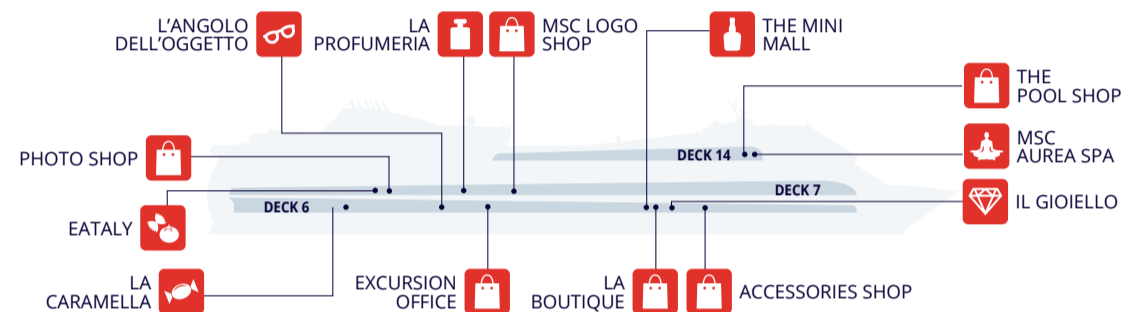 L'ANGOLO
DELL'OGGETTO
LA
PROFUMERIA
MSC LOGO
SHOP
THE MINI
MALL
THE
POOL SHOP
MSC
AUREA SPA
DECK 14
PHOTO SHOP
DECK 7
IL GIOIELLO
DECK 6
EATALY
LA
CARAMELLA
EXCURSION
OFFICE
LA
BOUTIQUE
ACCESSORIES SHOP